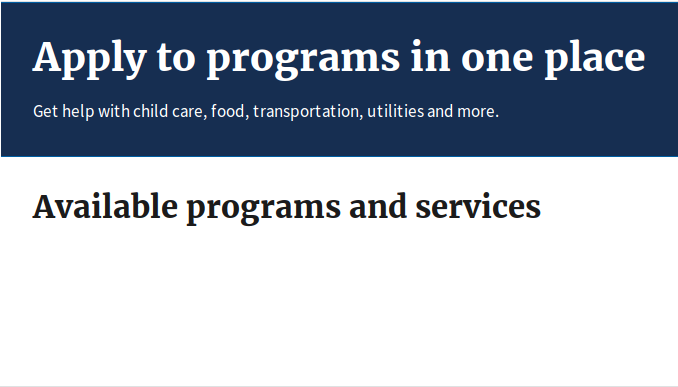 Apply to programs in one place
Get help with child care, food, transportation, utilities and more.
Available programs and services